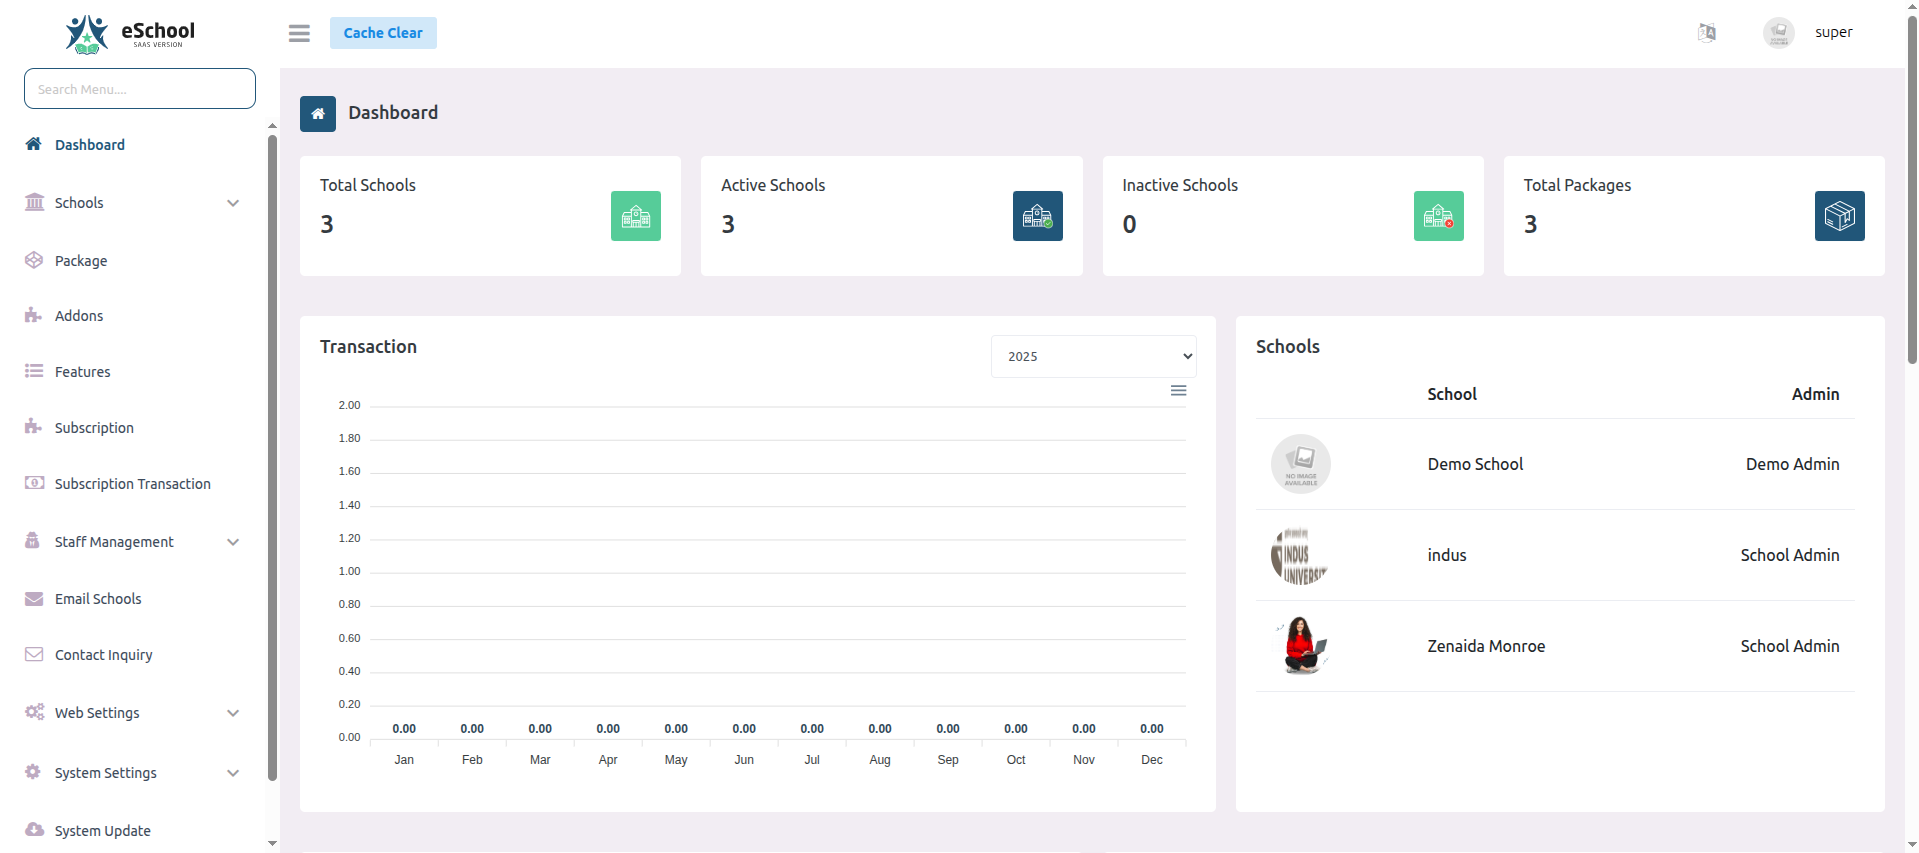 eSchool
SAAS VERSION
Cache Clear
super
Search Menu....
Dashboard
Schools
Package
Addons
Features
Subscription
Subscription Transaction
Staff Management
Email Schools
Contact Inquiry
Web Settings
System Settings
System Update
Dashboard
Total Schools
3
Active Schools
3
Inactive Schools
0
Total Packages
3
Transaction
2025
2.00
1.80
1.60
1.40
1.20
1.00
0.80
0.60
0.40
0.20
0.00
0.00 0.00 0.00 0.00 0.00 0.00 0.00 0.00 0.00 0.00 0.00 0.00
Jan Feb Mar Apr May Jun Jul Aug Sep Oct Nov Dec
Schools
School Admin
NO IMAGE
AVAILABLE
Demo School Demo Admin
INDUS
UNIVERSIT
indus School Admin
Zenaida Monroe School Admin